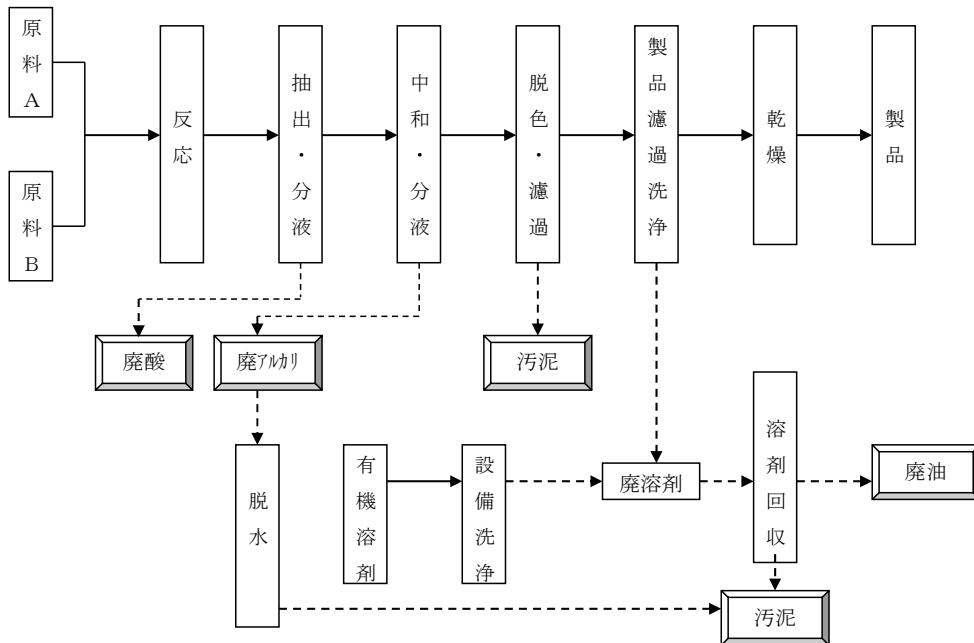 原料A
原料B
反応
抽出・分液
中和・分液
脱色・濾過
製品濾過洗浄
乾燥
製品
廃酸
廃ｱﾙｶﾘ
汚泥
脱水
有機溶剤
設備洗浄
廃溶剤
溶剤回収
廃油
汚泥